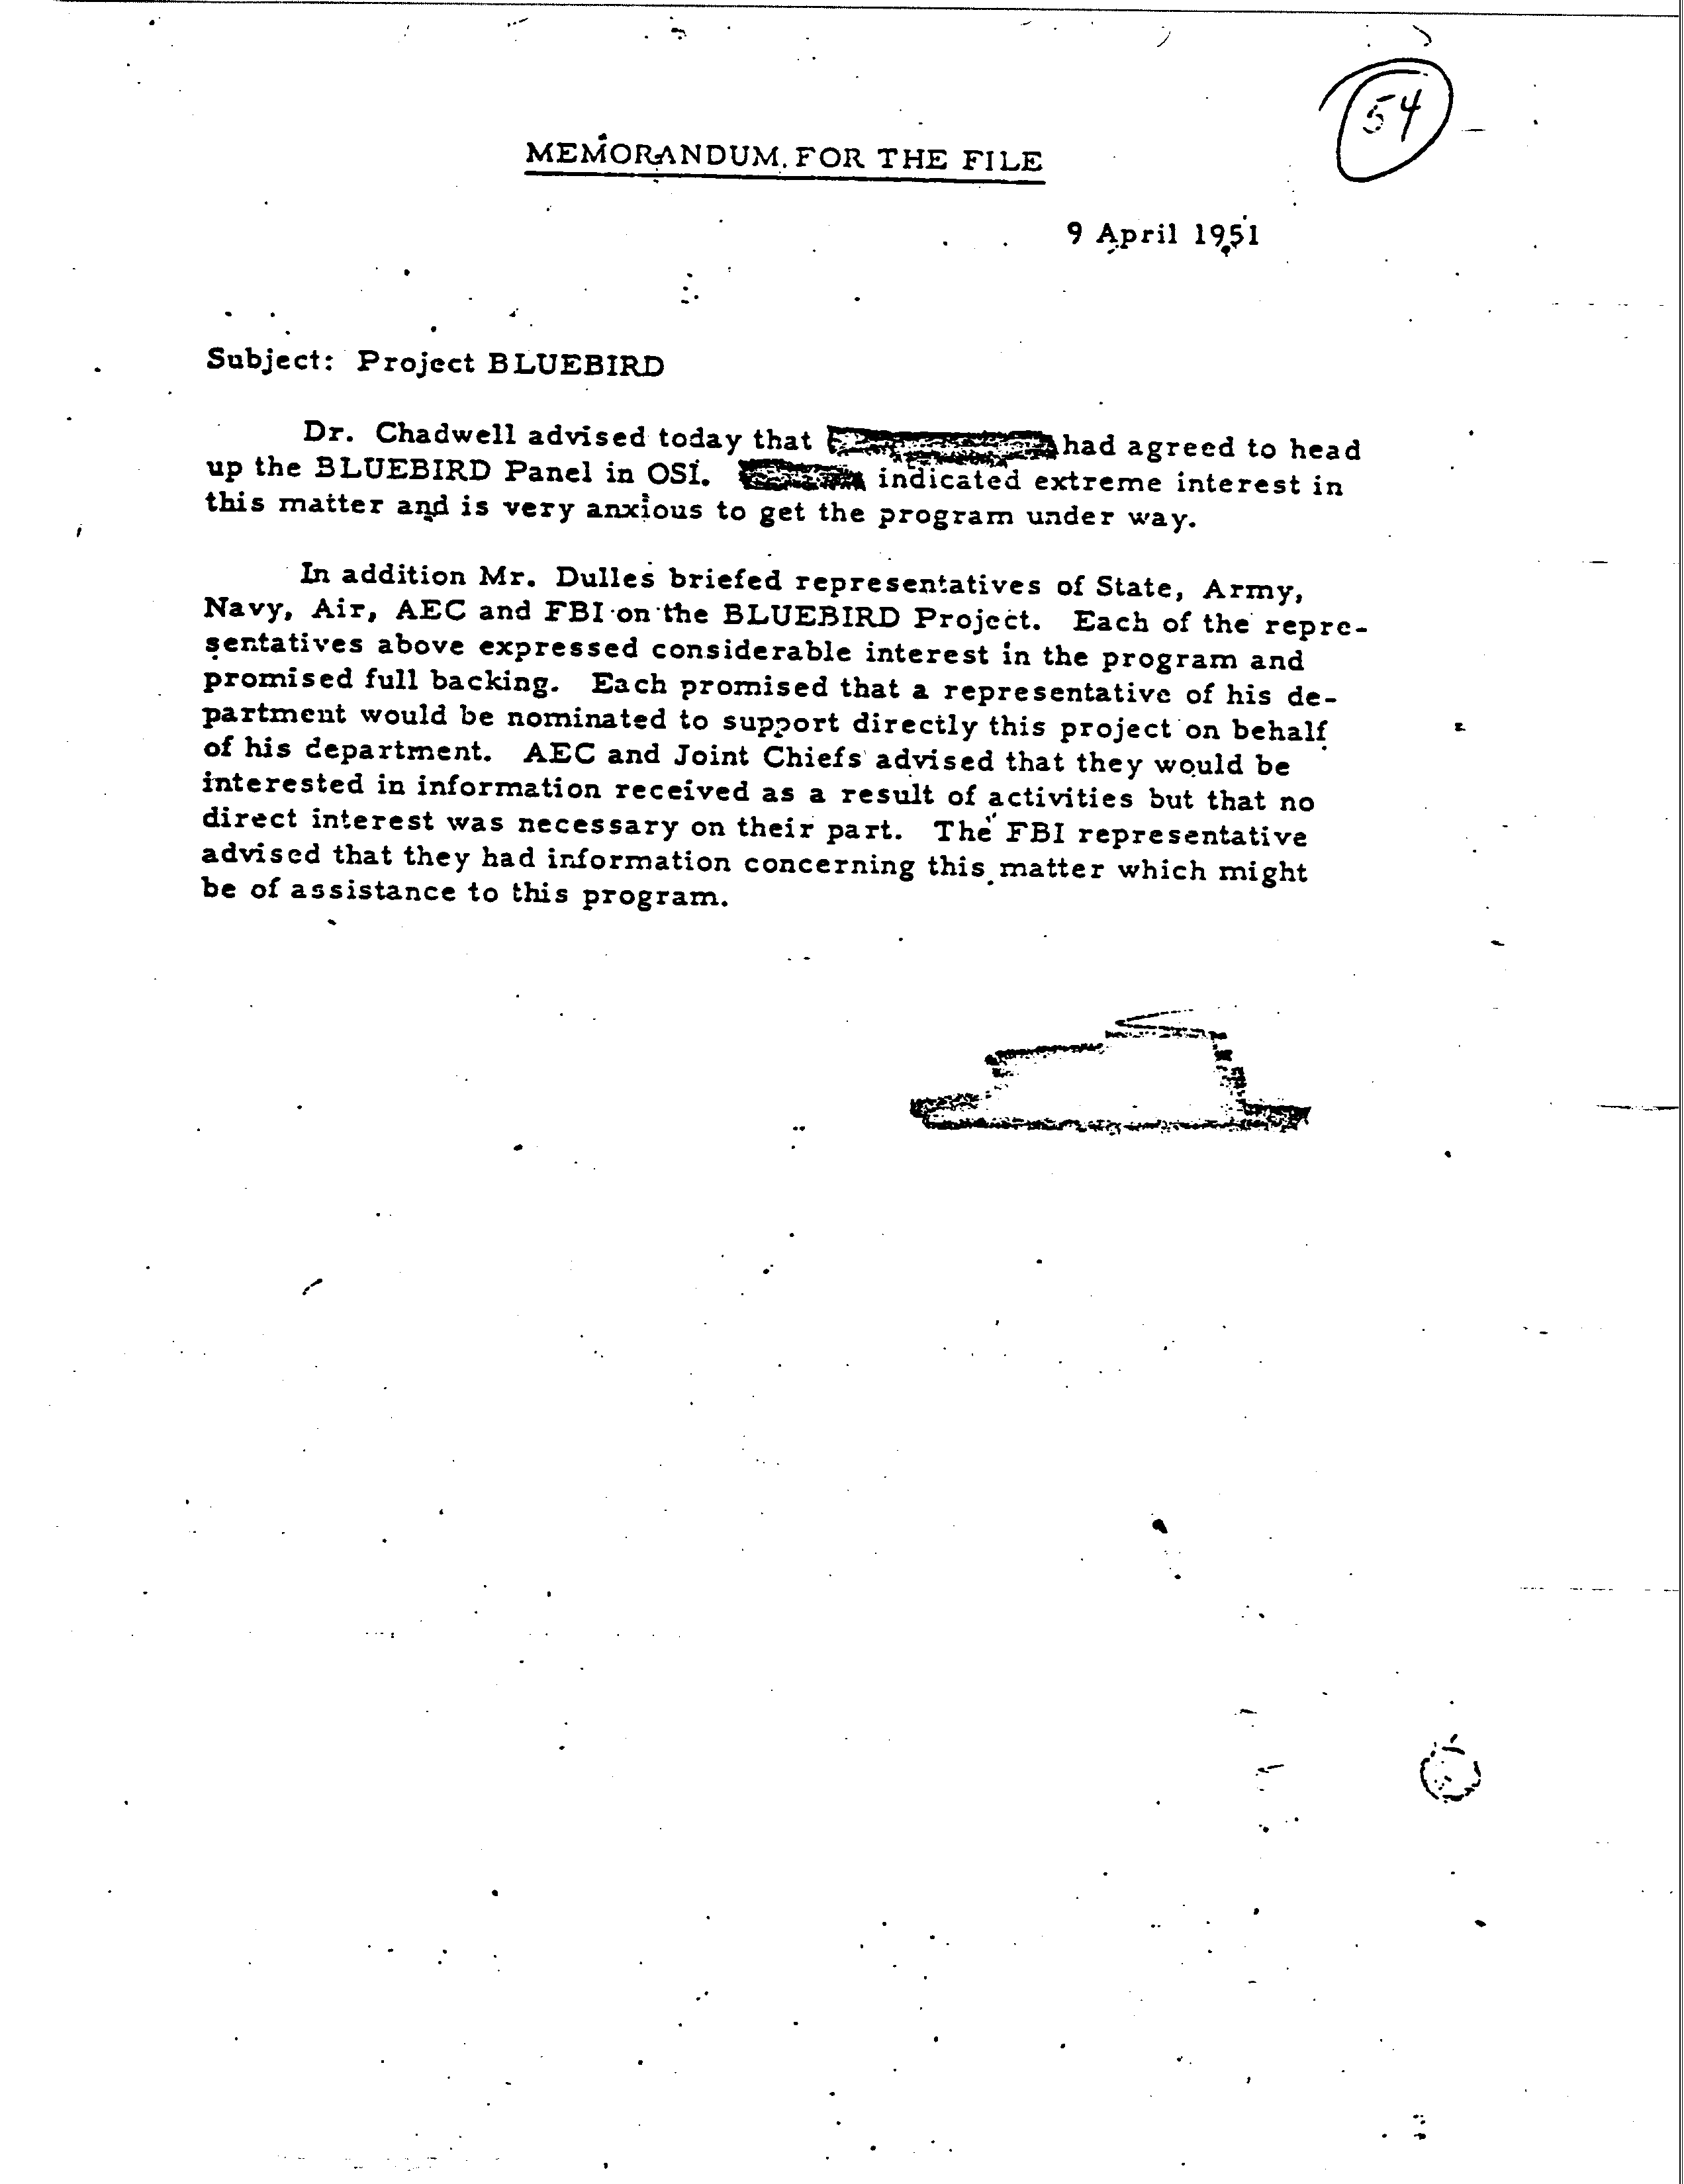 54
MEMORANDUM FOR THE FILE
9 April 1951
Subject: Project BLUEBIRD
Dr. Chadwell advised today that had agreed to head
up the BLUEBIRD Panel in OSI. indicated extreme interest in
this matter and is very anxious to get the program under way.
In addition Mr. Dulles briefed representatives of State, Army,
Navy, Air, AEC and FBI on the BLUEBIRD Project. Each of the repre-
sentatives above expressed considerable interest in the program and
promised full backing. Each promised that a representative of his de-
partment would be nominated to support directly this project on behalf
of his department. AEC and Joint Chiefs advised that they would be
interested in information received as a result of activities but that no
direct interest was necessary on their part. The FBI representative
advised that they had information concerning this matter which might
be of assistance to this program.